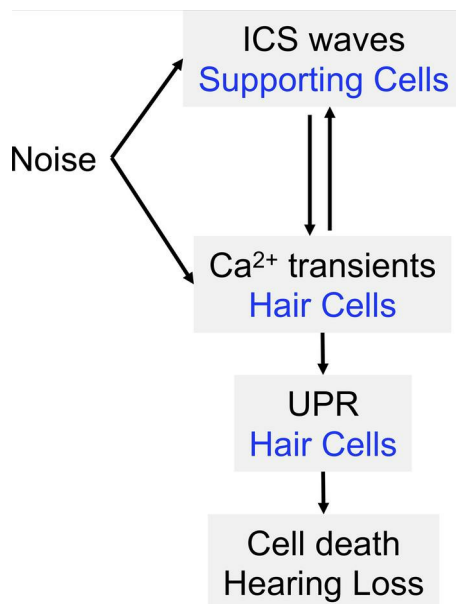 ICS waves
Supporting Cells
Noise
Ca²⁺ transients
Hair Cells
UPR
Hair Cells
Cell death
Hearing Loss